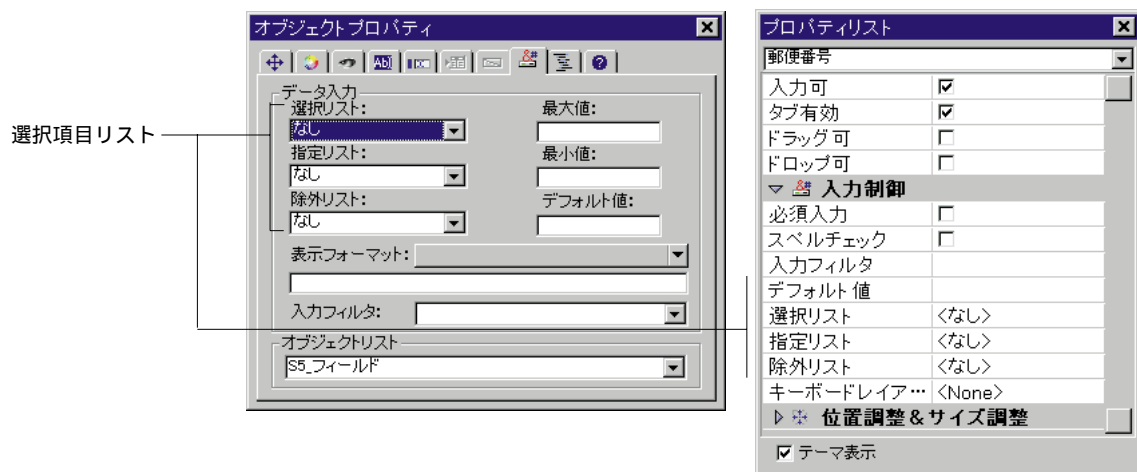 選択項目リスト
オブジェクトプロパティ
データ入力
選択リスト:
なし
指定リスト:
なし
除外リスト:
なし
最大値:
最小値:
デフォルト値:
表示フォーマット:
入力フィルタ:
オブジェクトリスト
S5_フィールド
プロパティリスト
郵便番号
入力可
タブ有効
ドラッグ可
ドロップ可
入力制御
必須入力
スペルチェック
入力フィルタ
デフォルト値
選択リスト <なし>
指定リスト <なし>
除外リスト <なし>
キーボードレイア… <None>
位置調整&サイズ調整
テーマ表示